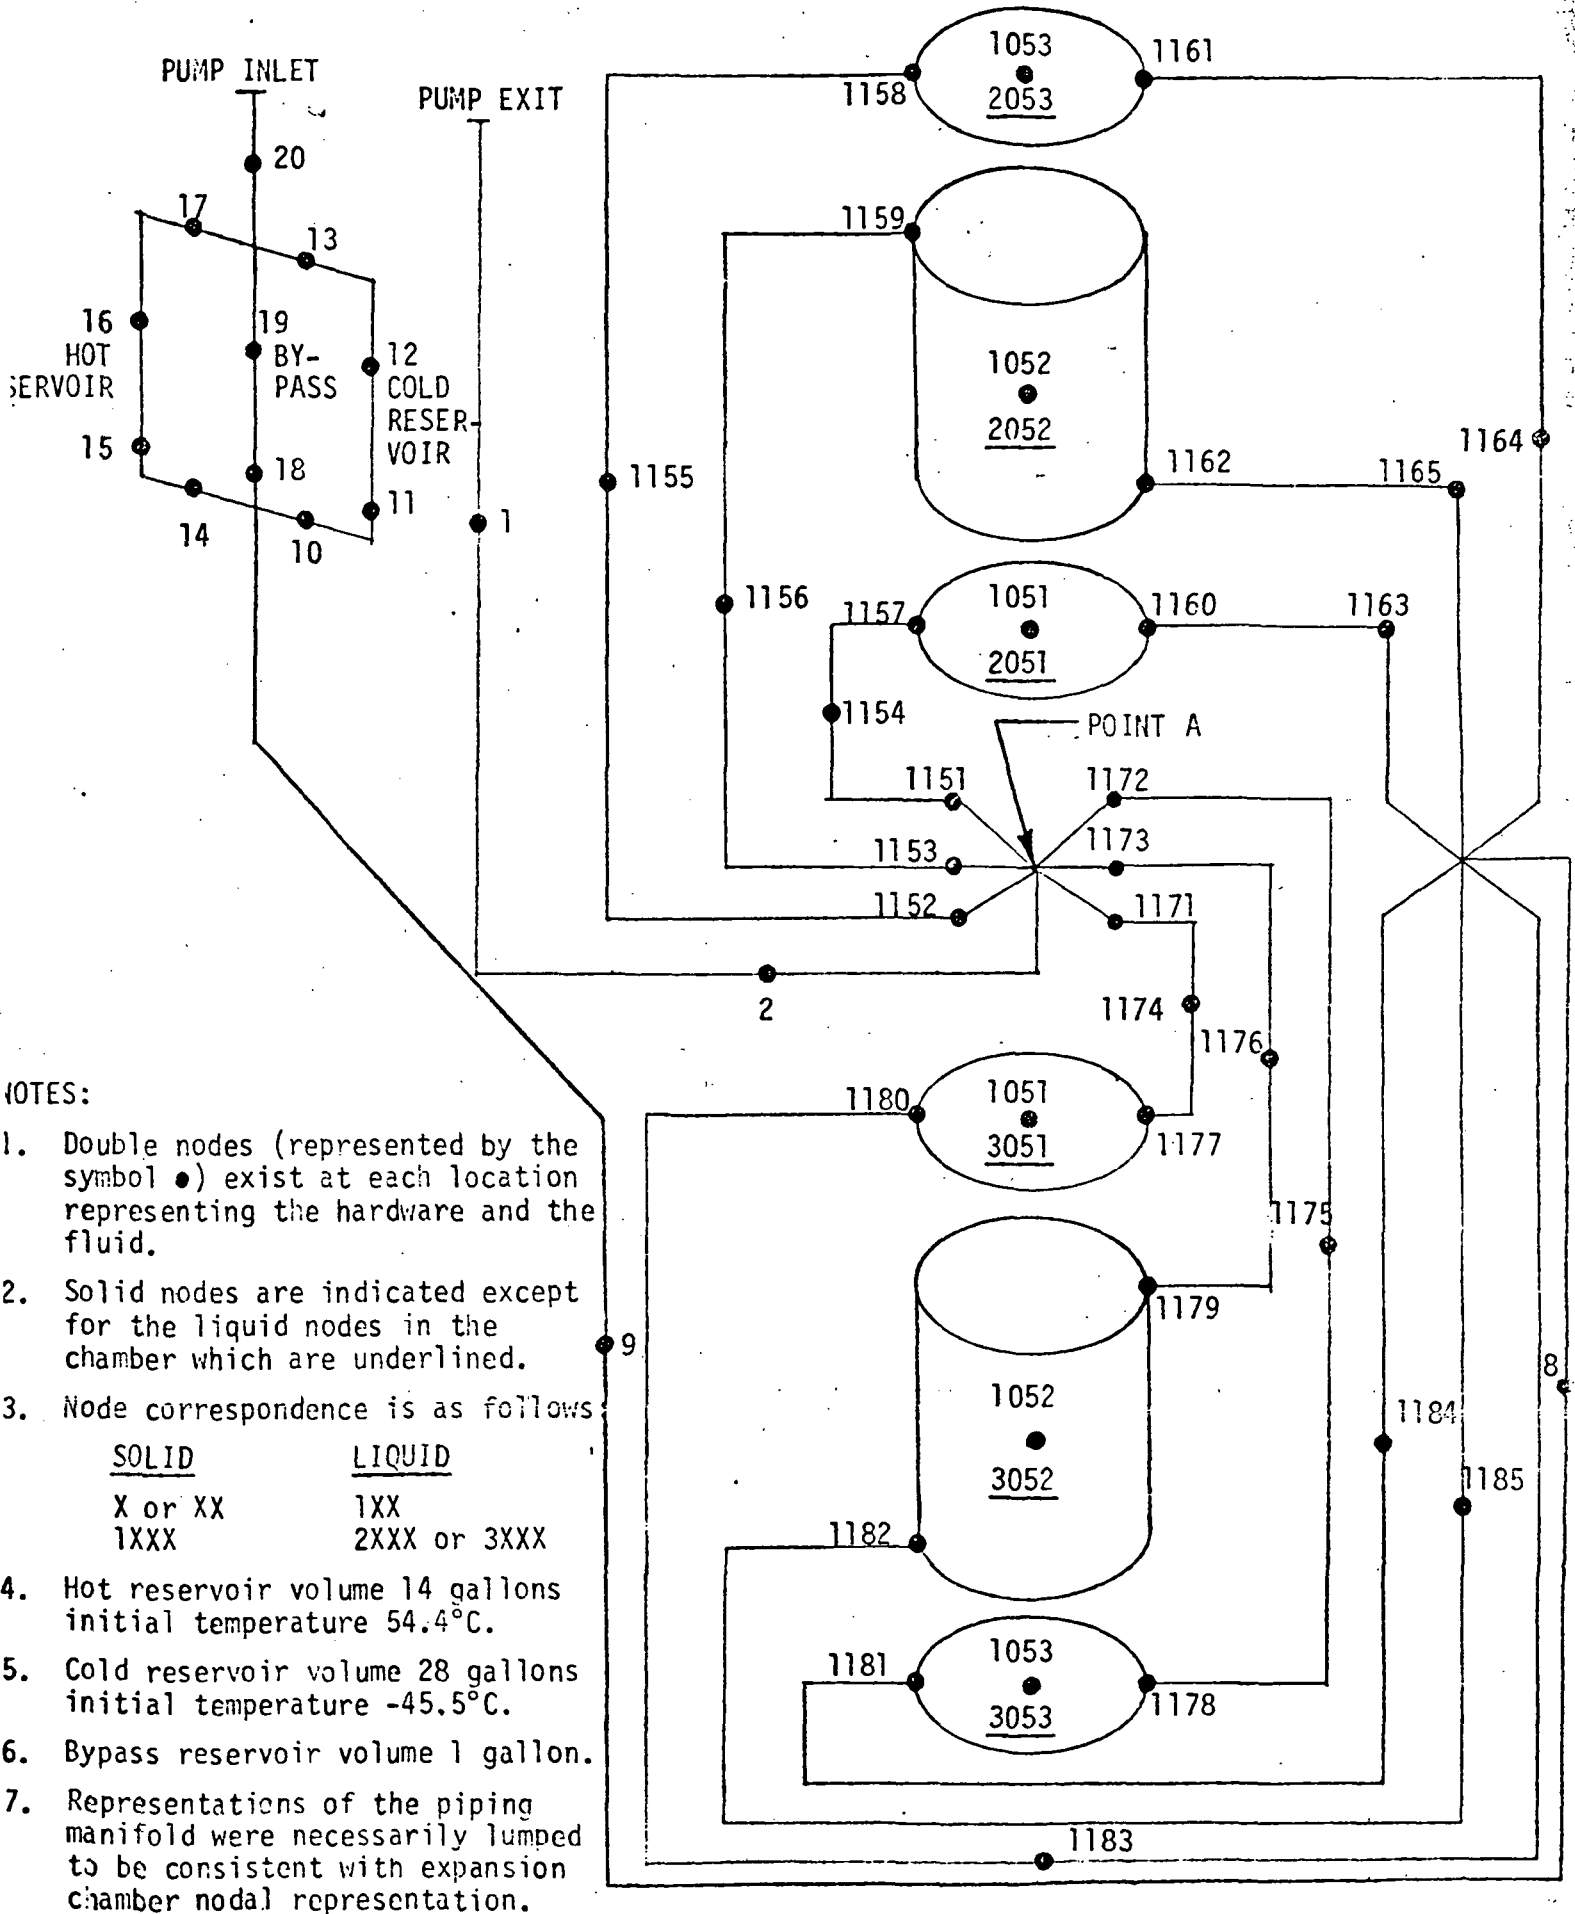 PUMP INLET
PUMP EXIT
20
17
13
16
HOT
SERVOIR
19
BY-
PASS
12
COLD
RESER-
VOIR
15
18
11
14
10
1
1053
2053
1158
1161
1159
1052
2052
1162
1165
1164
1155
1156
1157
1051
2051
1160
1163
1154
POINT A
1151
1172
1153
1173
1152
1171
2
1174
1176
1180
1051
3051
1177
1175
1179
9
1052
3052
8
1184
1185
1182
1181
1053
3053
1178
1183
NOTES:
1. Double nodes (represented by the
symbol ●) exist at each location
representing the hardware and the
fluid.
2. Solid nodes are indicated except
for the liquid nodes in the
chamber which are underlined.
3. Node correspondence is as follows:
SOLID LIQUID
X or XX 1XX
1XXX 2XXX or 3XXX
4. Hot reservoir volume 14 gallons
initial temperature 54.4°C.
5. Cold reservoir volume 28 gallons
initial temperature -45.5°C.
6. Bypass reservoir volume 1 gallon.
7. Representations of the piping
manifold were necessarily lumped
to be consistent with expansion
chamber nodal representation.